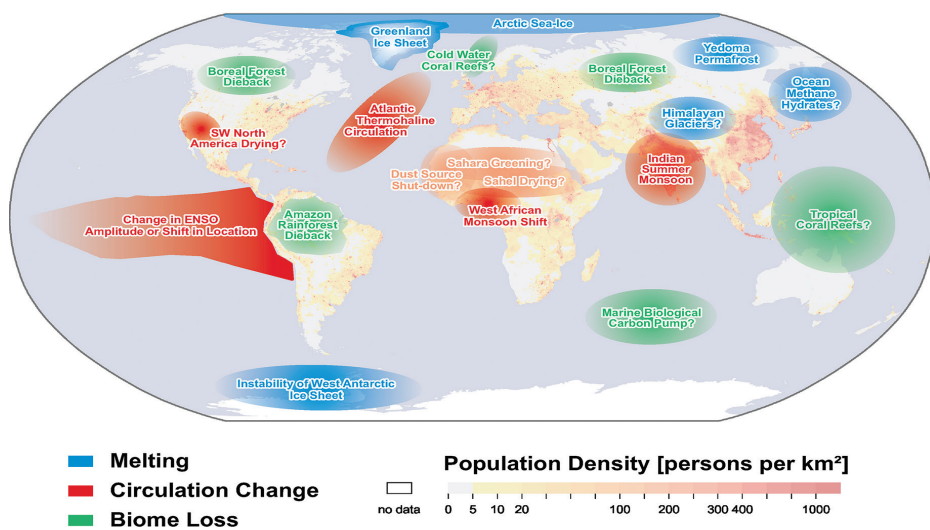 Arctic Sea-Ice
Greenland
Ice Sheet
Cold Water
Coral Reefs?
Yedoma
Permafrost
Boreal Forest
Dieback
Boreal Forest
Dieback
Ocean
Methane
Hydrates?
Atlantic
Thermohaline
Circulation
Himalayan
Glaciers?
SW North
America Drying?
Sahara Greening?
Dust Source
Shut-down?
Sahel Drying?
Indian
Summer
Monsoon
Change in ENSO
Amplitude or Shift in Location
Amazon
Rainforest
Dieback
West African
Monsoon Shift
Tropical
Coral Reefs?
Marine Biological
Carbon Pump?
Instability of West Antarctic
Ice Sheet
Melting
Circulation Change
Biome Loss
Population Density [persons per km²]
no data
0 5 10 20 100 200 300 400 1000